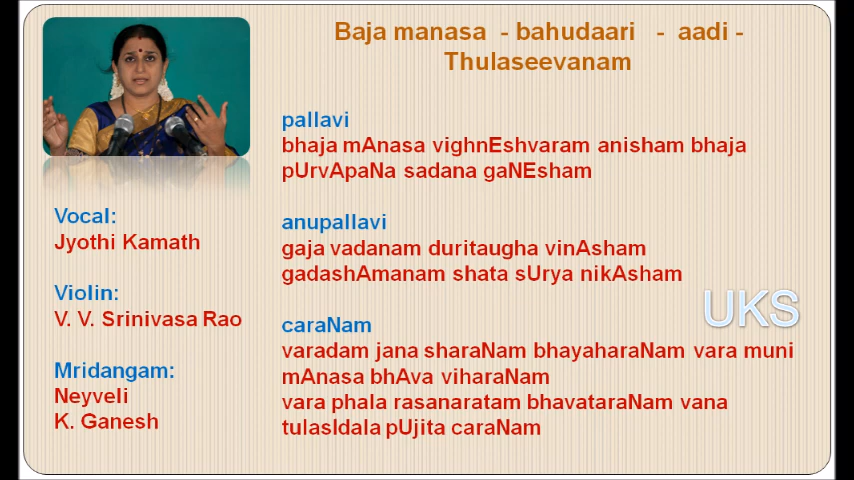 Baja manasa - bahudaari - aadi -
Thulaseevanam
pallavi
bhaja mAnasa vighnEshvaram anisham bhaja
pUrvApaNa sadana gaNEsham
anupallavi
gaja vadanam duritaugha vinAsham
gadashAmanam shata sUrya nikAsham
caraNam
varadam jana sharaNam bhayaharaNam vara muni
mAnasa bhAva viharaNam
vara phala rasanaratam bhavataraNam vana
tulasIdala pUjita caraNam
Vocal:
Jyothi Kamath
Violin:
V. V. Srinivasa Rao
Mridangam:
Neyveli
K. Ganesh
UKS